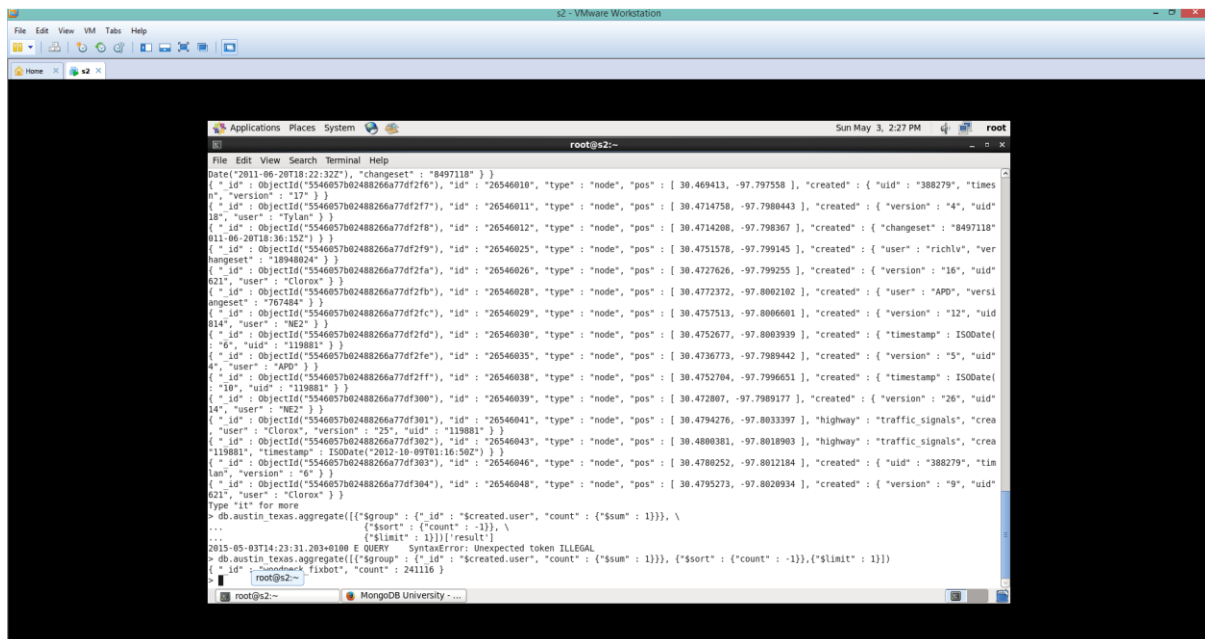 s2 - VMware Workstation
File Edit View VM Tabs Help
Home s2
Applications Places System Sun May 3, 2:27 PM root
root@s2:~
File Edit View Search Terminal Help
Date("2011-06-20T18:22:32Z"), "changeset" : "8497118" } }
{ "_id" : ObjectId("5546057b02488266a77df2f6"), "id" : "26546010", "type" : "node", "pos" : [ 30.469413, -97.797558 ], "created" : { "uid" : "388279", "times
n", "version" : "17" } }
{ "_id" : ObjectId("5546057b02488266a77df2f7"), "id" : "26546011", "type" : "node", "pos" : [ 30.4714758, -97.7980443 ], "created" : { "version" : "4", "uid"
18", "user" : "Tylan" } }
{ "_id" : ObjectId("5546057b02488266a77df2f8"), "id" : "26546012", "type" : "node", "pos" : [ 30.4714208, -97.798367 ], "created" : { "changeset" : "8497118"
011-06-20T18:36:15Z") } }
{ "_id" : ObjectId("5546057b02488266a77df2f9"), "id" : "26546025", "type" : "node", "pos" : [ 30.4751578, -97.799145 ], "created" : { "user" : "richlv", "ver
hangeset" : "18948024" } }
{ "_id" : ObjectId("5546057b02488266a77df2fa"), "id" : "26546026", "type" : "node", "pos" : [ 30.4727626, -97.799255 ], "created" : { "version" : "16", "uid"
621", "user" : "Clorox" } }
{ "_id" : ObjectId("5546057b02488266a77df2fb"), "id" : "26546028", "type" : "node", "pos" : [ 30.4772372, -97.8002102 ], "created" : { "user" : "APD", "versi
angeset" : "767484" } }
{ "_id" : ObjectId("5546057b02488266a77df2fc"), "id" : "26546029", "type" : "node", "pos" : [ 30.4757513, -97.8006601 ], "created" : { "version" : "12", "uid
814", "user" : "NE2" } }
{ "_id" : ObjectId("5546057b02488266a77df2fd"), "id" : "26546030", "type" : "node", "pos" : [ 30.4752677, -97.8003939 ], "created" : { "timestamp" : ISODate(
: "6", "uid" : "119881" } }
{ "_id" : ObjectId("5546057b02488266a77df2fe"), "id" : "26546035", "type" : "node", "pos" : [ 30.4736773, -97.7989442 ], "created" : { "version" : "5", "uid"
4", "user" : "APD" } }
{ "_id" : ObjectId("5546057b02488266a77df2ff"), "id" : "26546038", "type" : "node", "pos" : [ 30.4752704, -97.7996651 ], "created" : { "timestamp" : ISODate(
: "10", "uid" : "119881" } }
{ "_id" : ObjectId("5546057b02488266a77df300"), "id" : "26546039", "type" : "node", "pos" : [ 30.472807, -97.7989177 ], "created" : { "version" : "26", "uid"
14", "user" : "NE2" } }
{ "_id" : ObjectId("5546057b02488266a77df301"), "id" : "26546041", "type" : "node", "pos" : [ 30.4794276, -97.8033397 ], "highway" : "traffic_signals", "crea
, "user" : "Clorox", "version" : "25", "uid" : "119881" } }
{ "_id" : ObjectId("5546057b02488266a77df302"), "id" : "26546043", "type" : "node", "pos" : [ 30.4800381, -97.8018903 ], "highway" : "traffic_signals", "crea
"119881", "timestamp" : ISODate("2012-10-09T01:16:50Z") } }
{ "_id" : ObjectId("5546057b02488266a77df303"), "id" : "26546046", "type" : "node", "pos" : [ 30.4780252, -97.8012184 ], "created" : { "uid" : "388279", "tim
lan", "version" : "6" } }
{ "_id" : ObjectId("5546057b02488266a77df304"), "id" : "26546048", "type" : "node", "pos" : [ 30.4795273, -97.8020934 ], "created" : { "version" : "9", "uid"
621", "user" : "Clorox" } }
Type "it" for more
> db.austin_texas.aggregate([{"$group" : {"_id" : "$created.user", "count" : {"$sum" : 1}}}, \
... {"$sort" : {"count" : -1}}, \
... {"$limit" : 1}])['result']
2015-05-03T14:23:31.203+0100 E QUERY SyntaxError: Unexpected token ILLEGAL
> db.austin_texas.aggregate([{"$group" : {"_id" : "$created.user", "count" : {"$sum" : 1}}}, {"$sort" : {"count" : -1}},{"$limit" : 1}])
{ "_id" : "woodpeck_fixbot", "count" : 241116 }
>
root@s2:~
root@s2:~ MongoDB University - ...